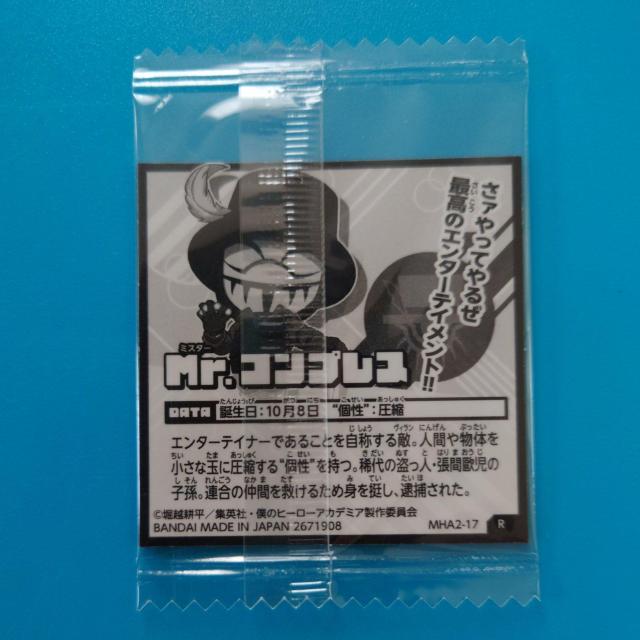 さァやってやるぜ
最高のエンターテイメント!!
Mr.コンプレス
DATA 誕生日:10月8日 “個性”:圧縮
エンターテイナーであることを自称する敵。人間や物体を
小さな玉に圧縮する“個性”を持つ。稀代の盗っ人・張間歐児の
子孫。連合の仲間を救けるため身を挺し、逮捕された。
©堀越耕平/集英社・僕のヒーローアカデミア製作委員会
BANDAI MADE IN JAPAN 2671908 MHA2-17 R